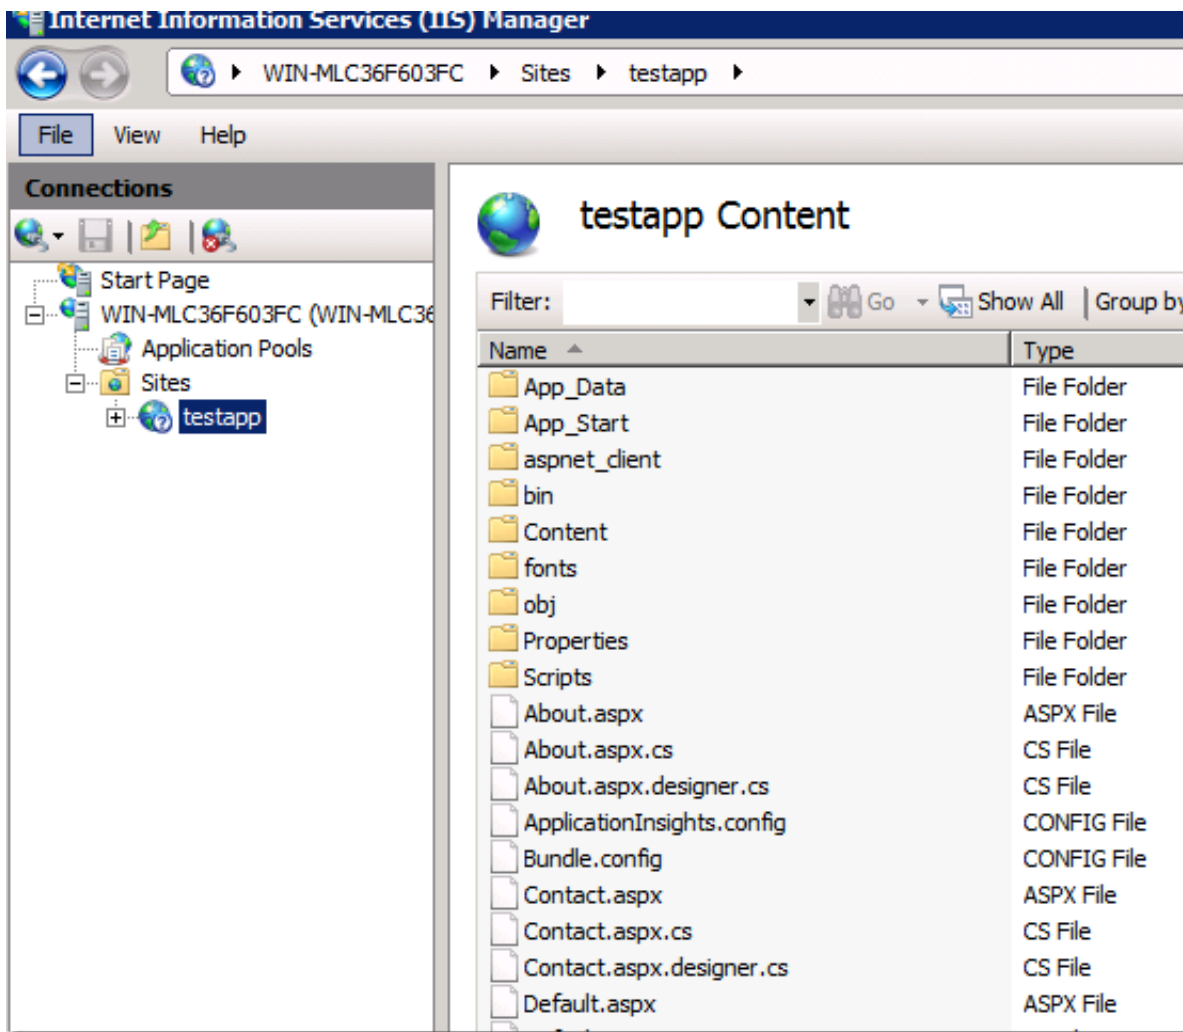 Internet Information Services (IIS) Manager
WIN-MLC36F603FC Sites testapp
File View Help
Connections
Start Page
WIN-MLC36F603FC (WIN-MLC36
Application Pools
Sites
testapp
testapp Content
Filter: Go Show All Group by
Name Type
App_Data File Folder
App_Start File Folder
aspnet_client File Folder
bin File Folder
Content File Folder
fonts File Folder
obj File Folder
Properties File Folder
Scripts File Folder
About.aspx ASPX File
About.aspx.cs CS File
About.aspx.designer.cs CS File
ApplicationInsights.config CONFIG File
Bundle.config CONFIG File
Contact.aspx ASPX File
Contact.aspx.cs CS File
Contact.aspx.designer.cs CS File
Default.aspx ASPX File